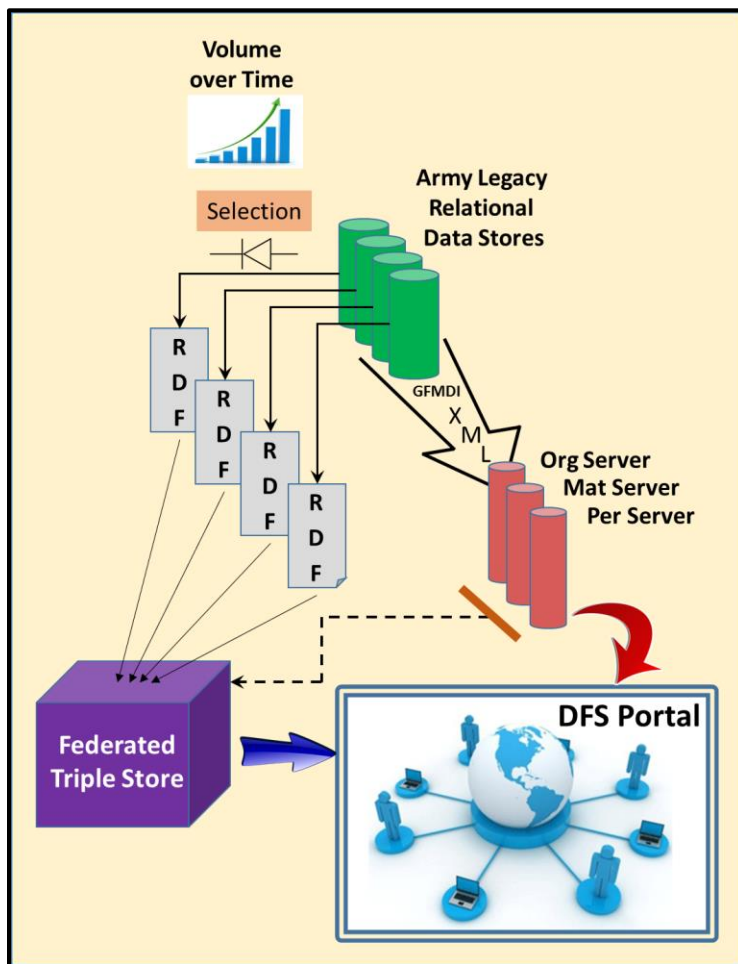 Volume
over Time
Selection
Army Legacy
Relational
Data Stores
R
D
F
R
D
F
R
D
F
R
D
F
GFMDI
X
M
L
Org Server
Mat Server
Per Server
Federated
Triple Store
DFS Portal